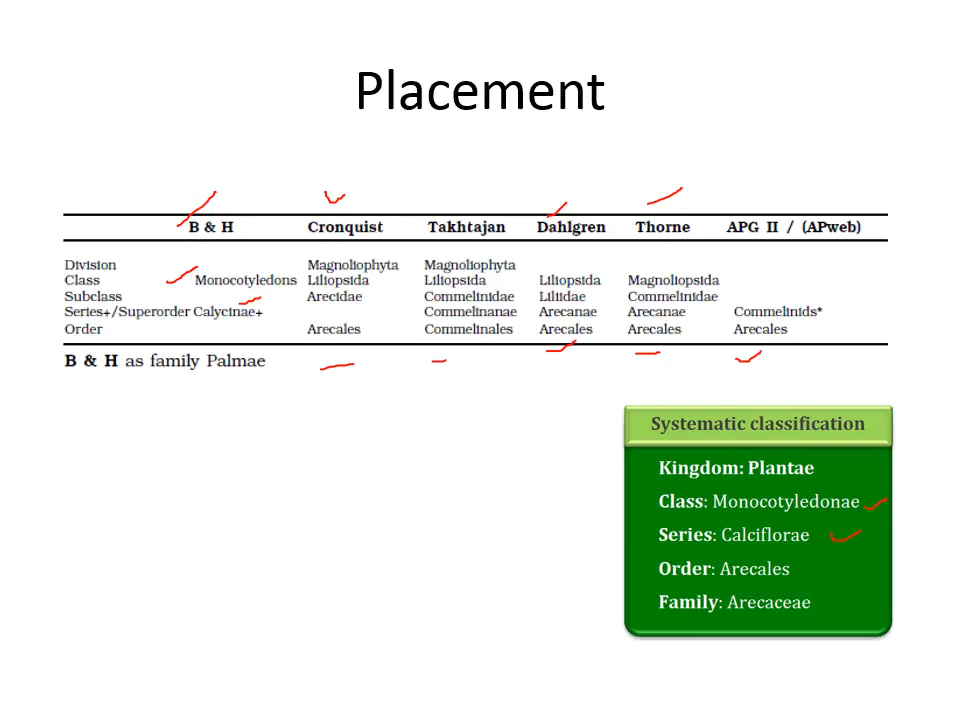 Placement
B & H Cronquist Takhtajan Dahlgren Thorne APG II / (APweb)
Division Magnoliophyta Magnoliophyta
Class Monocotyledons Liliopsida Liliopsida Liliopsida Magnoliopsida
Subclass Arecidae Commelinidae Liliidae Commelinidae
Series+/Superorder Calycinae+ Commelinanae Arecanae Arecanae Commelinids*
Order Arecales Commelinales Arecales Arecales Arecales
B & H as family Palmae
Systematic classification
Kingdom: Plantae
Class: Monocotyledonae
Series: Calciflorae
Order: Arecales
Family: Arecaceae